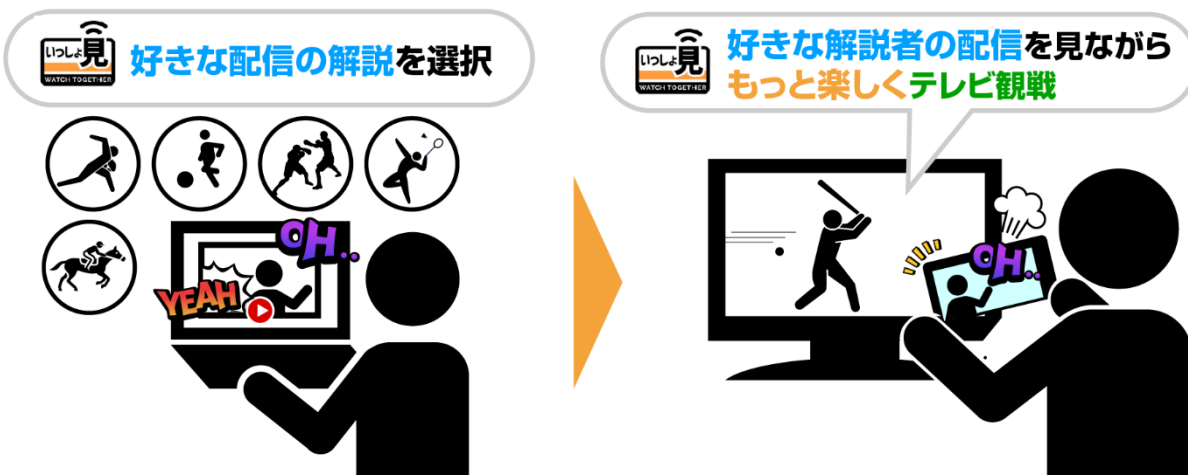 いっしょ見
WATCH TOGETHER
好きな配信の解説を選択
いっしょ見
WATCH TOGETHER
好きな解説者の配信を見ながら
もっと楽しくテレビ観戦
OH..
YEAH
OH..